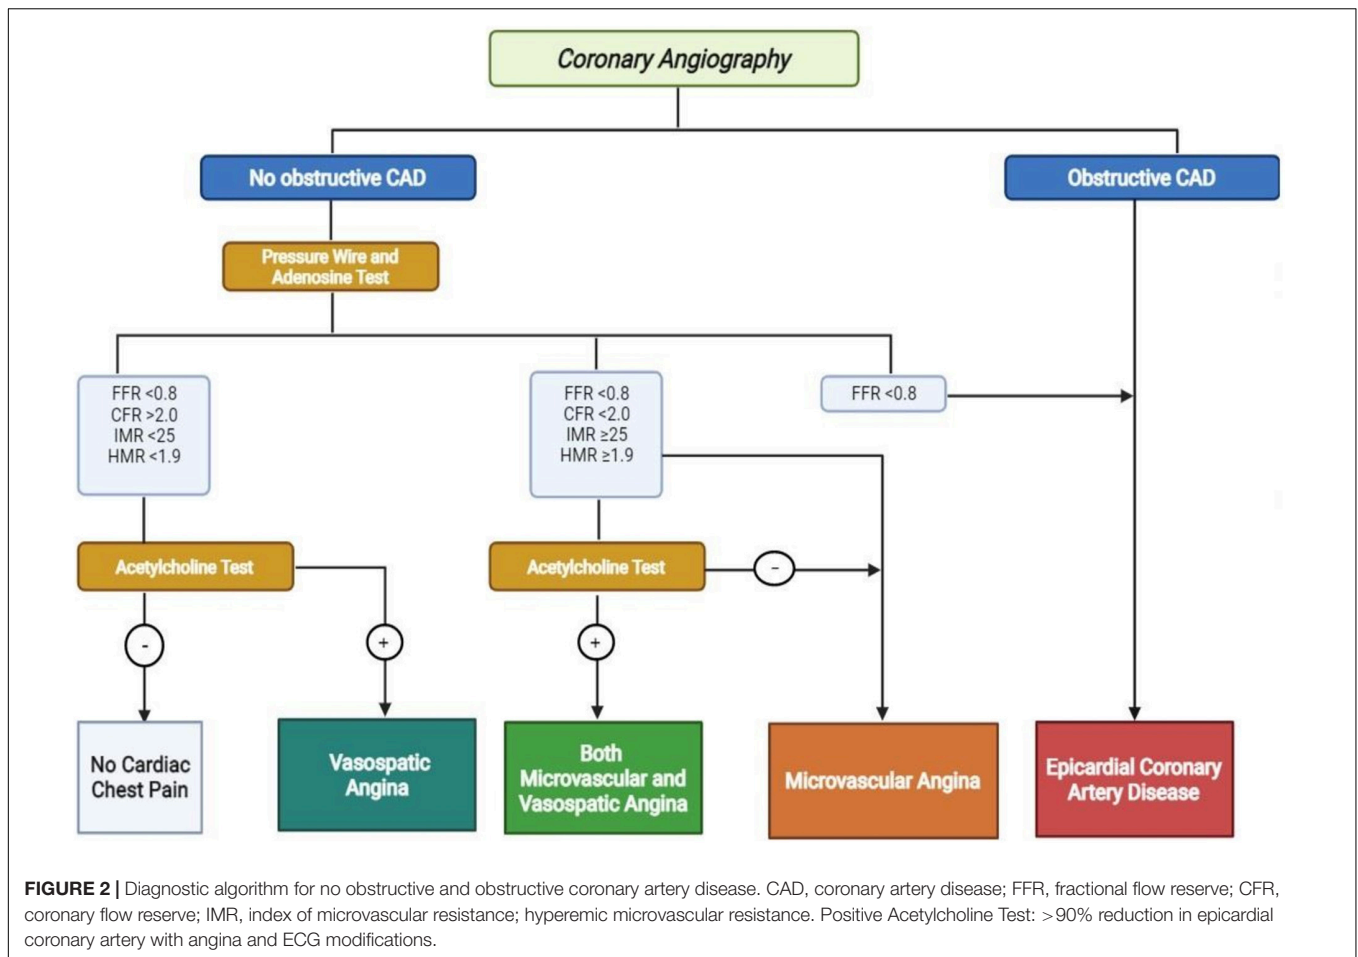 Coronary Angiography
No obstructive CAD
Obstructive CAD
Pressure Wire and
Adenosine Test
FFR <0.8
CFR >2.0
IMR <25
HMR <1.9
FFR <0.8
CFR <2.0
IMR ≥25
HMR ≥1.9
FFR <0.8
Acetylcholine Test
Acetylcholine Test
-
-
+
+
No Cardiac
Chest Pain
Vasospatic
Angina
Both
Microvascular and
Vasospatic Angina
Microvascular Angina
Epicardial Coronary
Artery Disease
FIGURE 2 | Diagnostic algorithm for no obstructive and obstructive coronary artery disease. CAD, coronary artery disease; FFR, fractional flow reserve; CFR,
coronary flow reserve; IMR, index of microvascular resistance; hyperemic microvascular resistance. Positive Acetylcholine Test: >90% reduction in epicardial
coronary artery with angina and ECG modifications.